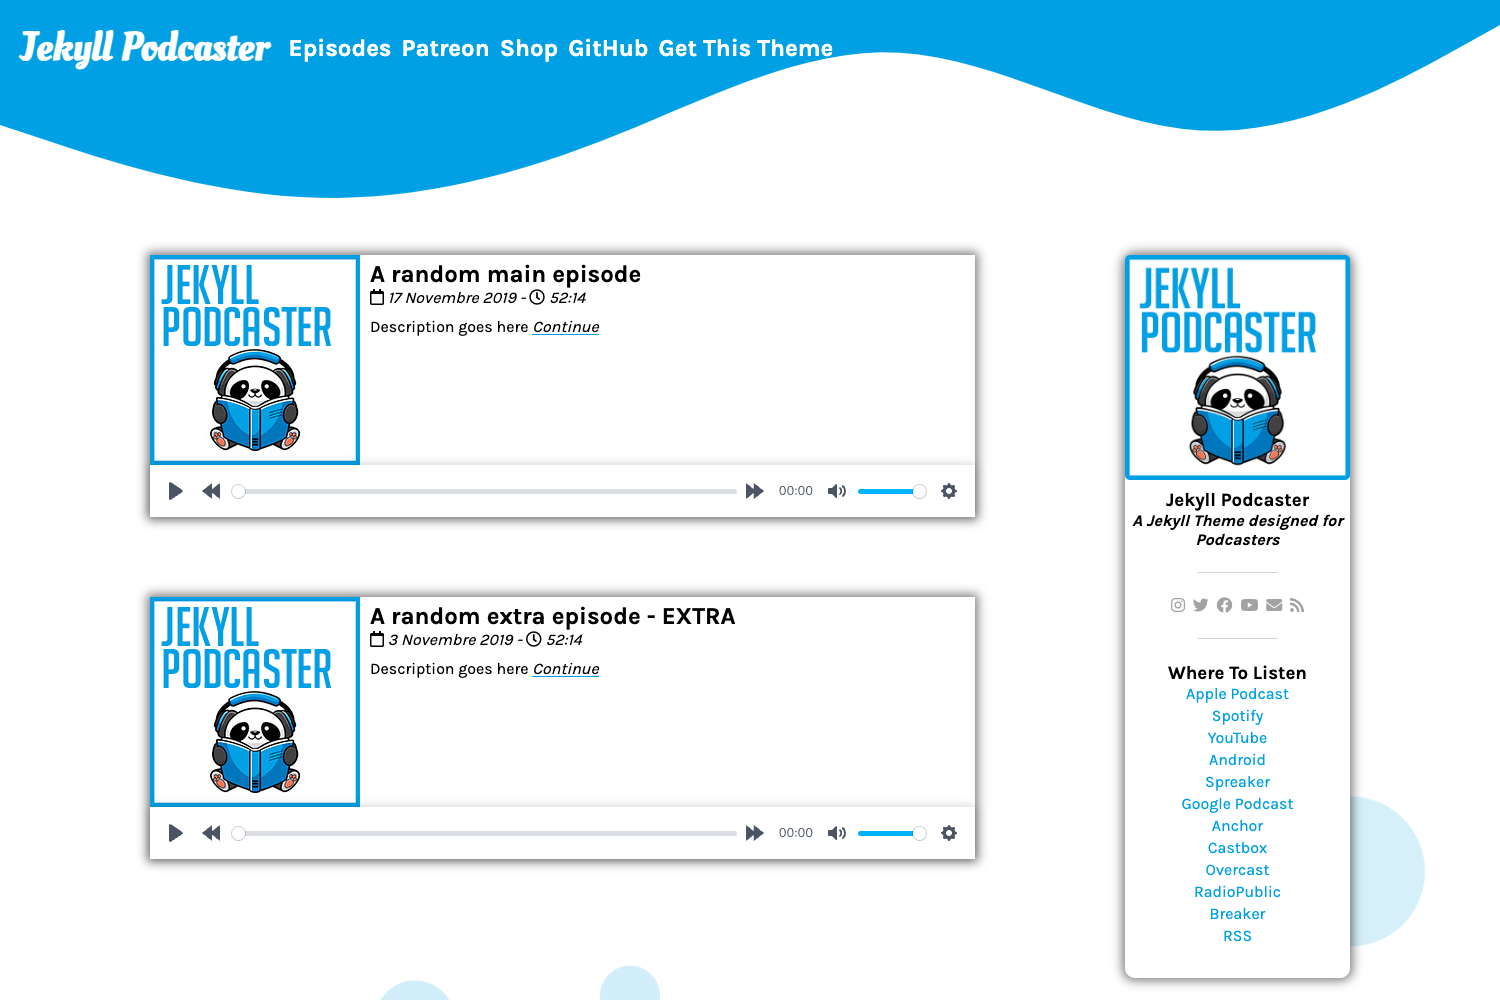 Jekyll Podcaster Episodes Patreon Shop GitHub Get This Theme
JEKYLL
PODCASTER
A random main episode
17 Novembre 2019 - 52:14
Description goes here Continue
00:00
JEKYLL
PODCASTER
A random extra episode - EXTRA
3 Novembre 2019 - 52:14
Description goes here Continue
00:00
JEKYLL
PODCASTER
Jekyll Podcaster
A Jekyll Theme designed for
Podcasters
Where To Listen
Apple Podcast
Spotify
YouTube
Android
Spreaker
Google Podcast
Anchor
Castbox
Overcast
RadioPublic
Breaker
RSS